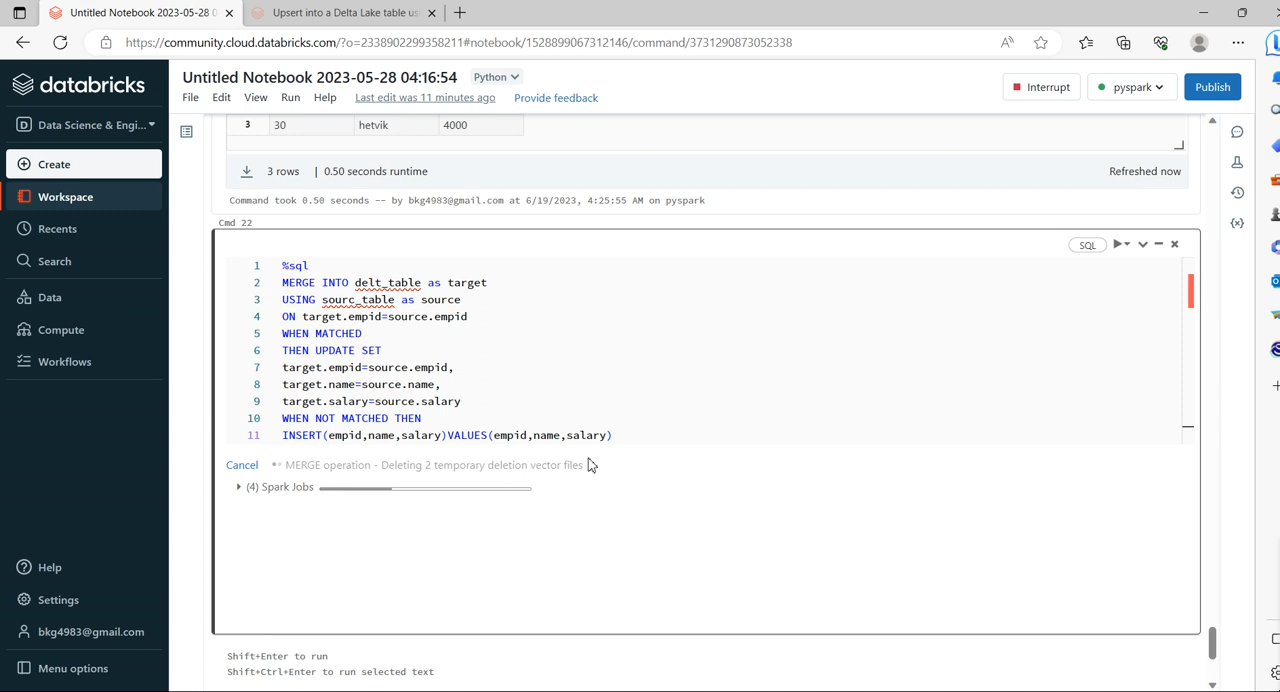 Untitled Notebook 2023-05-28 0
Upsert into a Delta Lake table us
https://community.cloud.databricks.com/?o=2338902299358211#notebook/1528899067312146/command/3731290873052338
databricks
Data Science & Engi...
Create
Workspace
Recents
Search
Data
Compute
Workflows
Help
Settings
bkg4983@gmail.com
Menu options
Untitled Notebook 2023-05-28 04:16:54 Python
File Edit View Run Help Last edit was 11 minutes ago Provide feedback
Interrupt pyspark Publish
3 30 hetvik 4000
3 rows | 0.50 seconds runtime Refreshed now
Command took 0.50 seconds -- by bkg4983@gmail.com at 6/19/2023, 4:25:55 AM on pyspark
Cmd 22
SQL
1 %sql
2 MERGE INTO delt_table as target
3 USING sourc_table as source
4 ON target.empid=source.empid
5 WHEN MATCHED
6 THEN UPDATE SET
7 target.empid=source.empid,
8 target.name=source.name,
9 target.salary=source.salary
10 WHEN NOT MATCHED THEN
11 INSERT(empid,name,salary)VALUES(empid,name,salary)
Cancel MERGE operation - Deleting 2 temporary deletion vector files
(4) Spark Jobs
Shift+Enter to run
Shift+Ctrl+Enter to run selected text